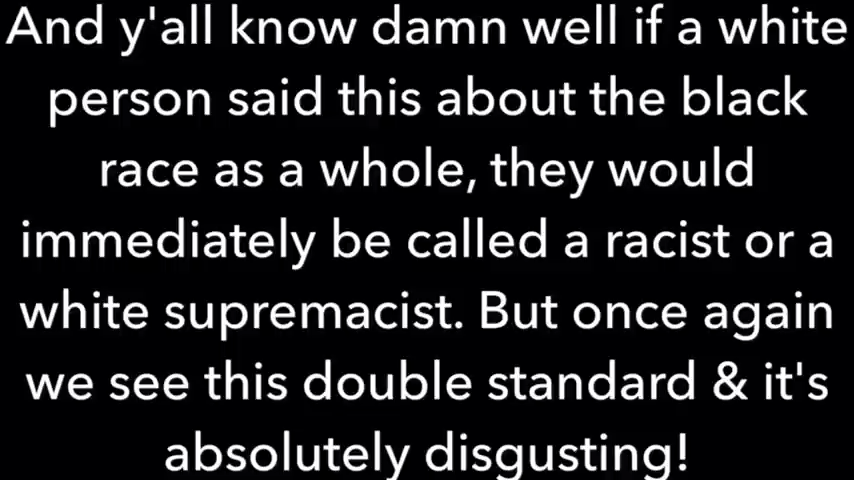 And y'all know damn well if a white
person said this about the black
race as a whole, they would
immediately be called a racist or a
white supremacist. But once again
we see this double standard & it's
absolutely disgusting!